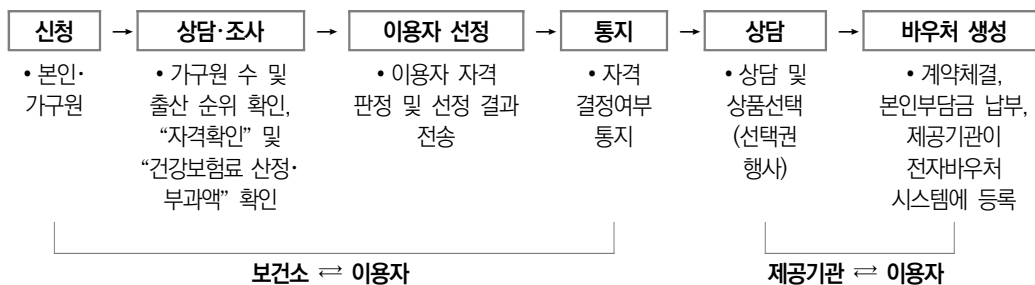 신청 → 상담·조사 → 이용자 선정 → 통지 → 상담 → 바우처 생성
• 본인·
가구원
• 가구원 수 및
출산 순위 확인,
“자격확인” 및
“건강보험료 산정·
부과액” 확인
• 이용자 자격
판정 및 선정 결과
전송
• 자격
결정여부
통지
• 상담 및
상품선택
(선택권
행사)
• 계약체결,
본인부담금 납부,
제공기관이
전자바우처
시스템에 등록
보건소 ⇄ 이용자
제공기관 ⇄ 이용자